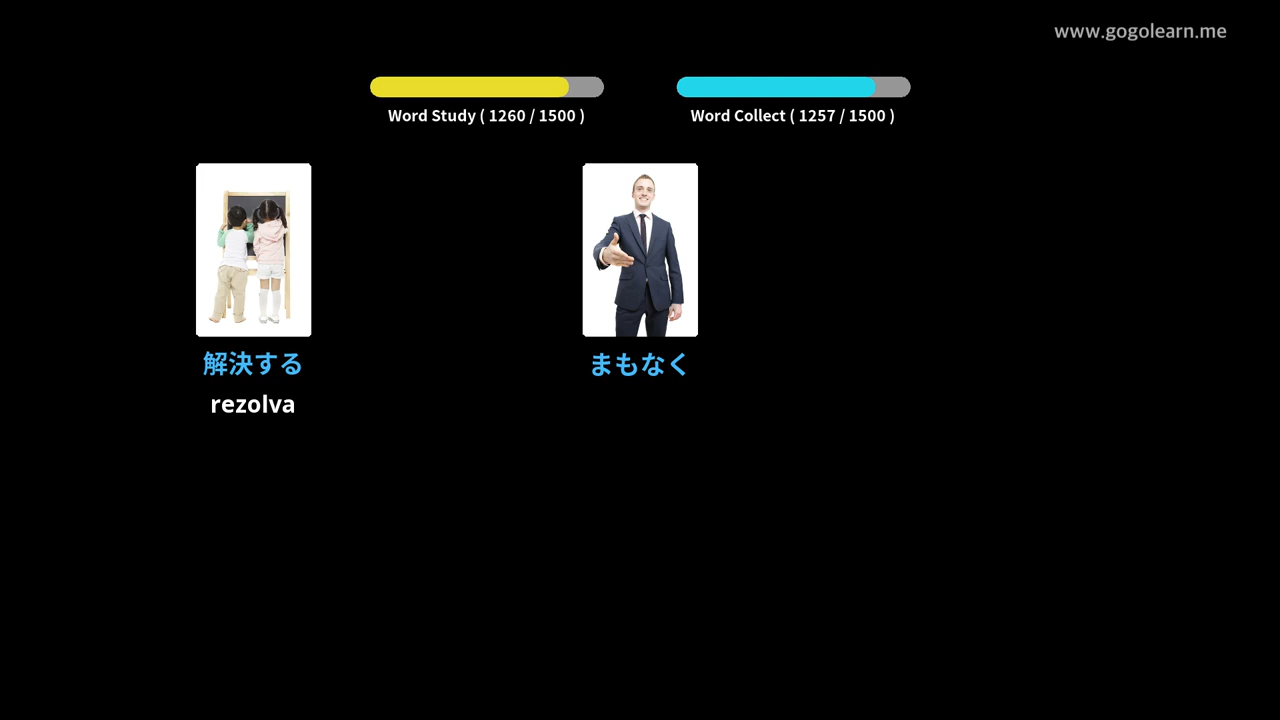 www.gogolearn.me
Word Study ( 1260 / 1500 )
Word Collect ( 1257 / 1500 )
解決する
rezolva
まもなく